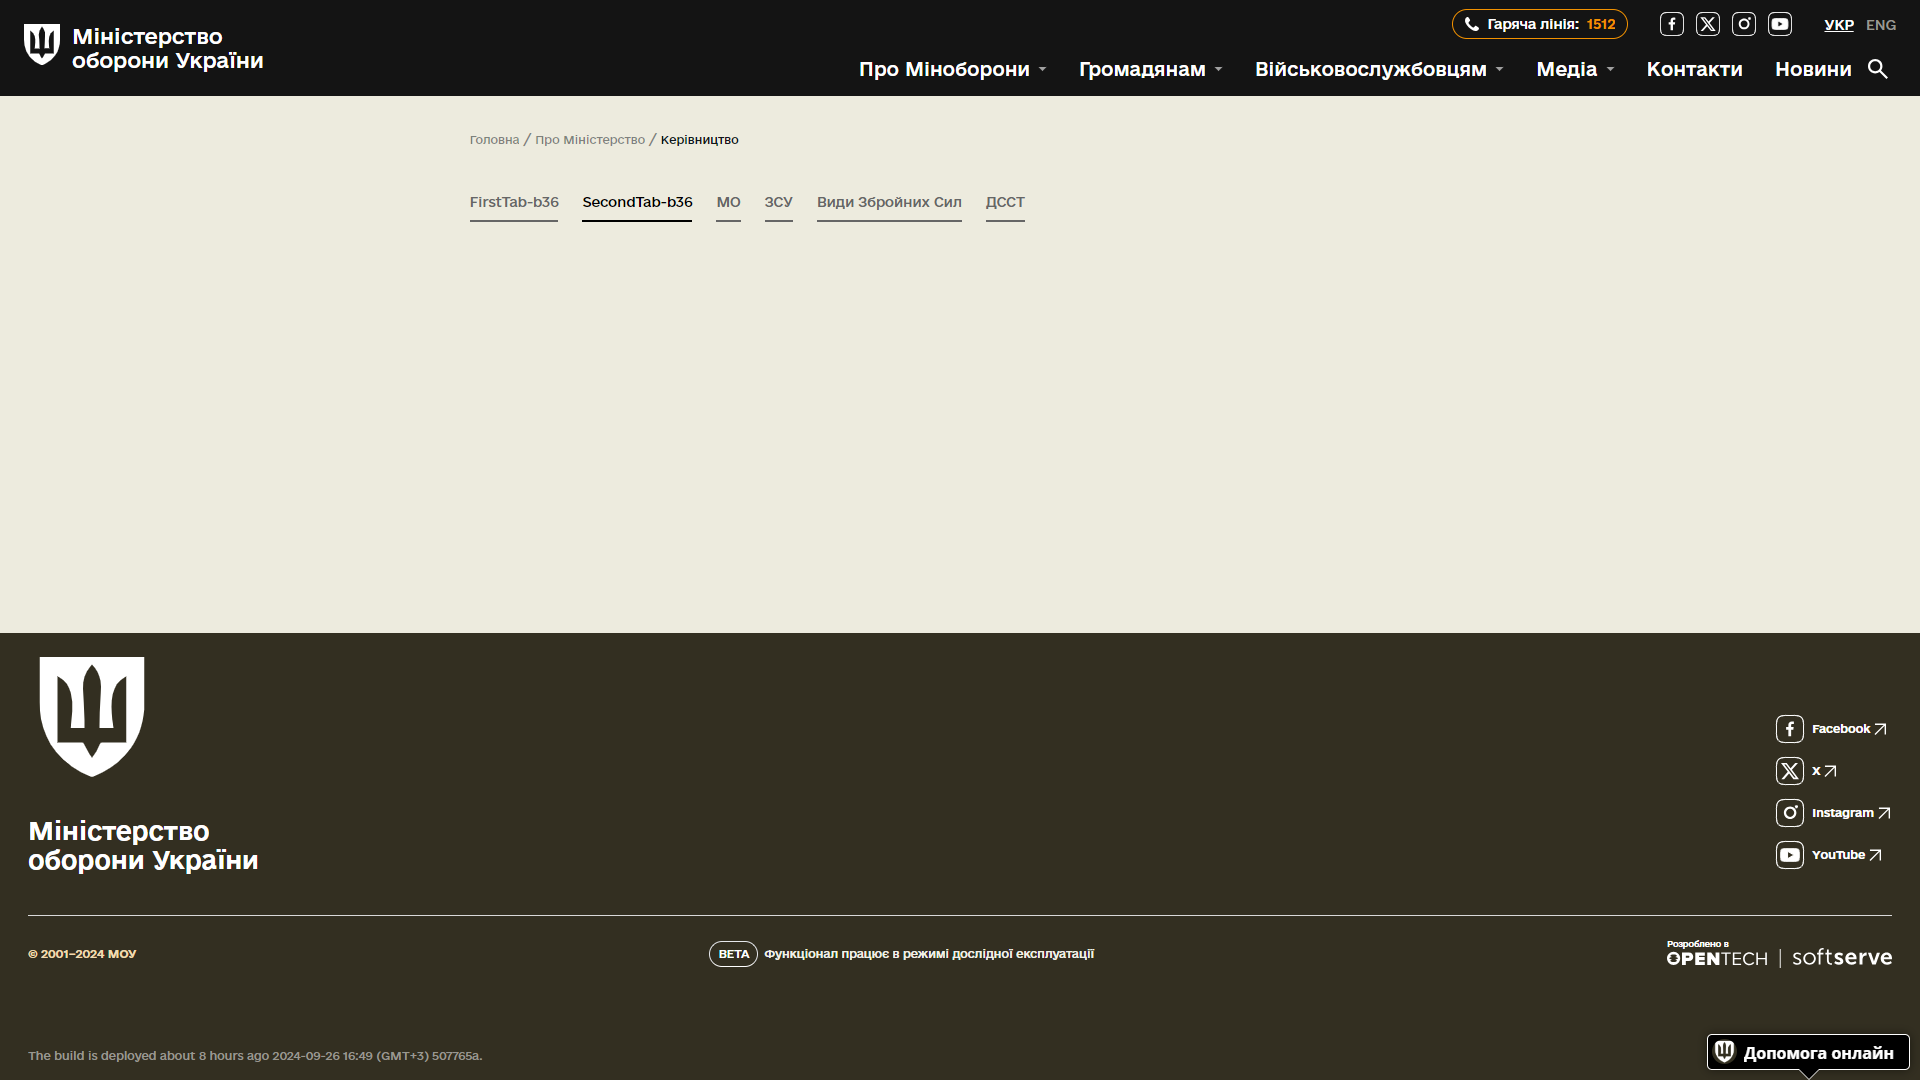 Міністерство
оборони України
Гаряча лінія: 1512
УКР ENG
Про Міноборони Громадянам Військовослужбовцям Медіа Контакти Новини
Головна / Про Міністерство / Керівництво
FirstTab-b36 SecondTab-b36 МО ЗСУ Види Збройних Сил ДССТ
Міністерство
оборони України
Facebook
x
Instagram
YouTube
© 2001–2024 МОУ
BETA Функціонал працює в режимі дослідної експлуатації
Розроблено в
OPENTECH | softserve
The build is deployed about 8 hours ago 2024-09-26 16:49 (GMT+3) 507765a.
Допомога онлайн